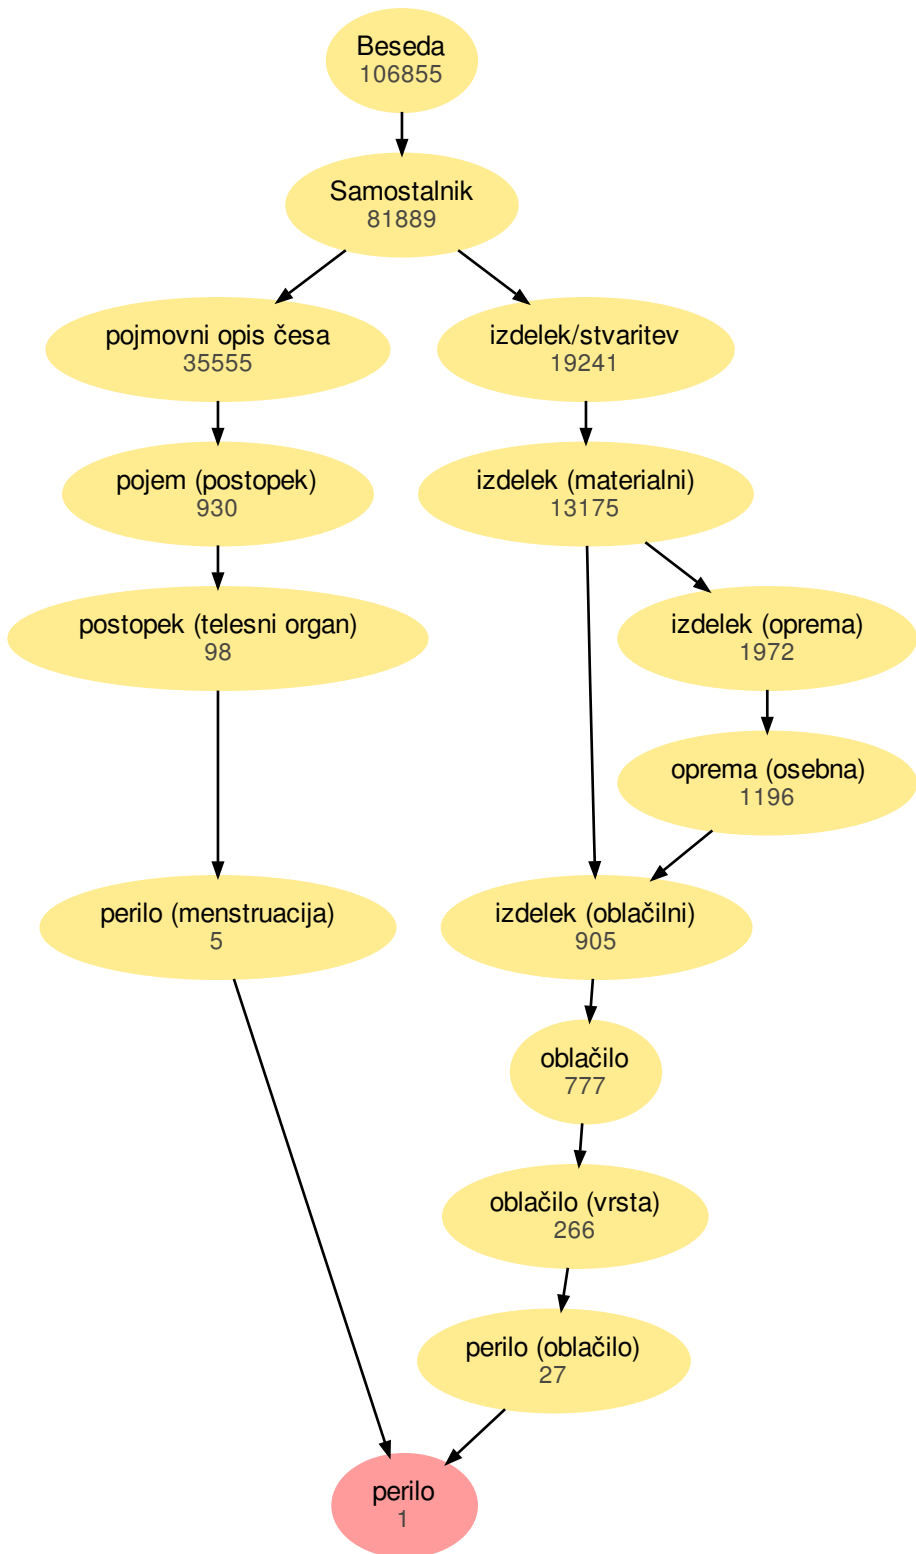 Beseda
106855
Samostalnik
81889
pojmovni opis česa
35555
izdelek/stvaritev
19241
pojem (postopek)
930
izdelek (materialni)
13175
postopek (telesni organ)
98
izdelek (oprema)
1972
oprema (osebna)
1196
perilo (menstruacija)
5
izdelek (oblačilni)
905
oblačilo
777
oblačilo (vrsta)
266
perilo (oblačilo)
27
perilo
1